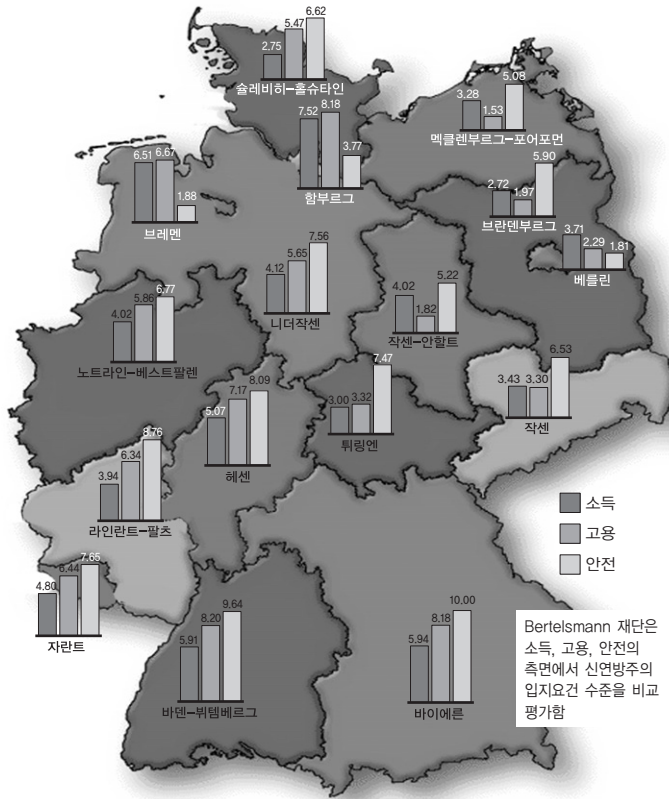 2.75 5.47 6.62
슐레비히-홀슈타인
3.28 1.53 5.08
멕클렌부르그-포어포먼
7.52 8.18 3.77
함부르그
6.51 6.67 1.88
브레멘
2.72 1.97 5.90
브란덴부르그
3.71 2.29 1.81
베를린
4.12 5.65 7.56
니더작센
4.02 1.82 5.22
작센-안할트
4.02 5.86 6.77
노트라인-베스트팔렌
3.43 3.30 6.53
작센
5.07 7.17 8.09
헤센
3.00 3.32 7.47
튀링엔
3.94 6.34 8.76
라인란트-팔츠
4.80 6.44 7.65
자란트
5.91 8.20 9.64
바덴-뷔템베르그
5.94 8.18 10.00
바이에른
소득
고용
안전
Bertelsmann 재단은
소득, 고용, 안전의
측면에서 신연방주의
입지요건 수준을 비교
평가함